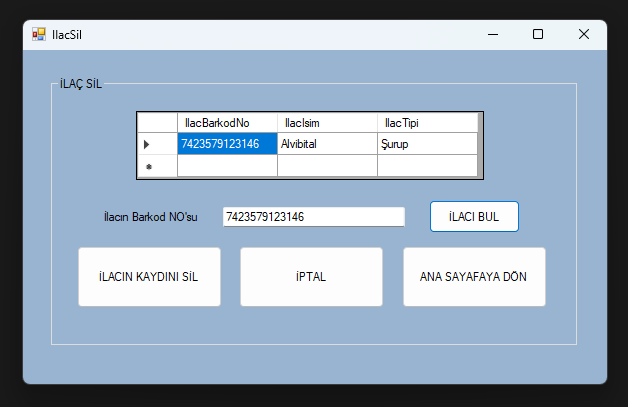 IlacSil
İLAÇ SİL
IlacBarkodNo IlacIsim IlacTipi
7423579123146 Alvibital Şurup
İlacın Barkod NO'su 7423579123146 İLACI BUL
İLACIN KAYDINI SİL İPTAL ANA SAYAFAYA DÖN